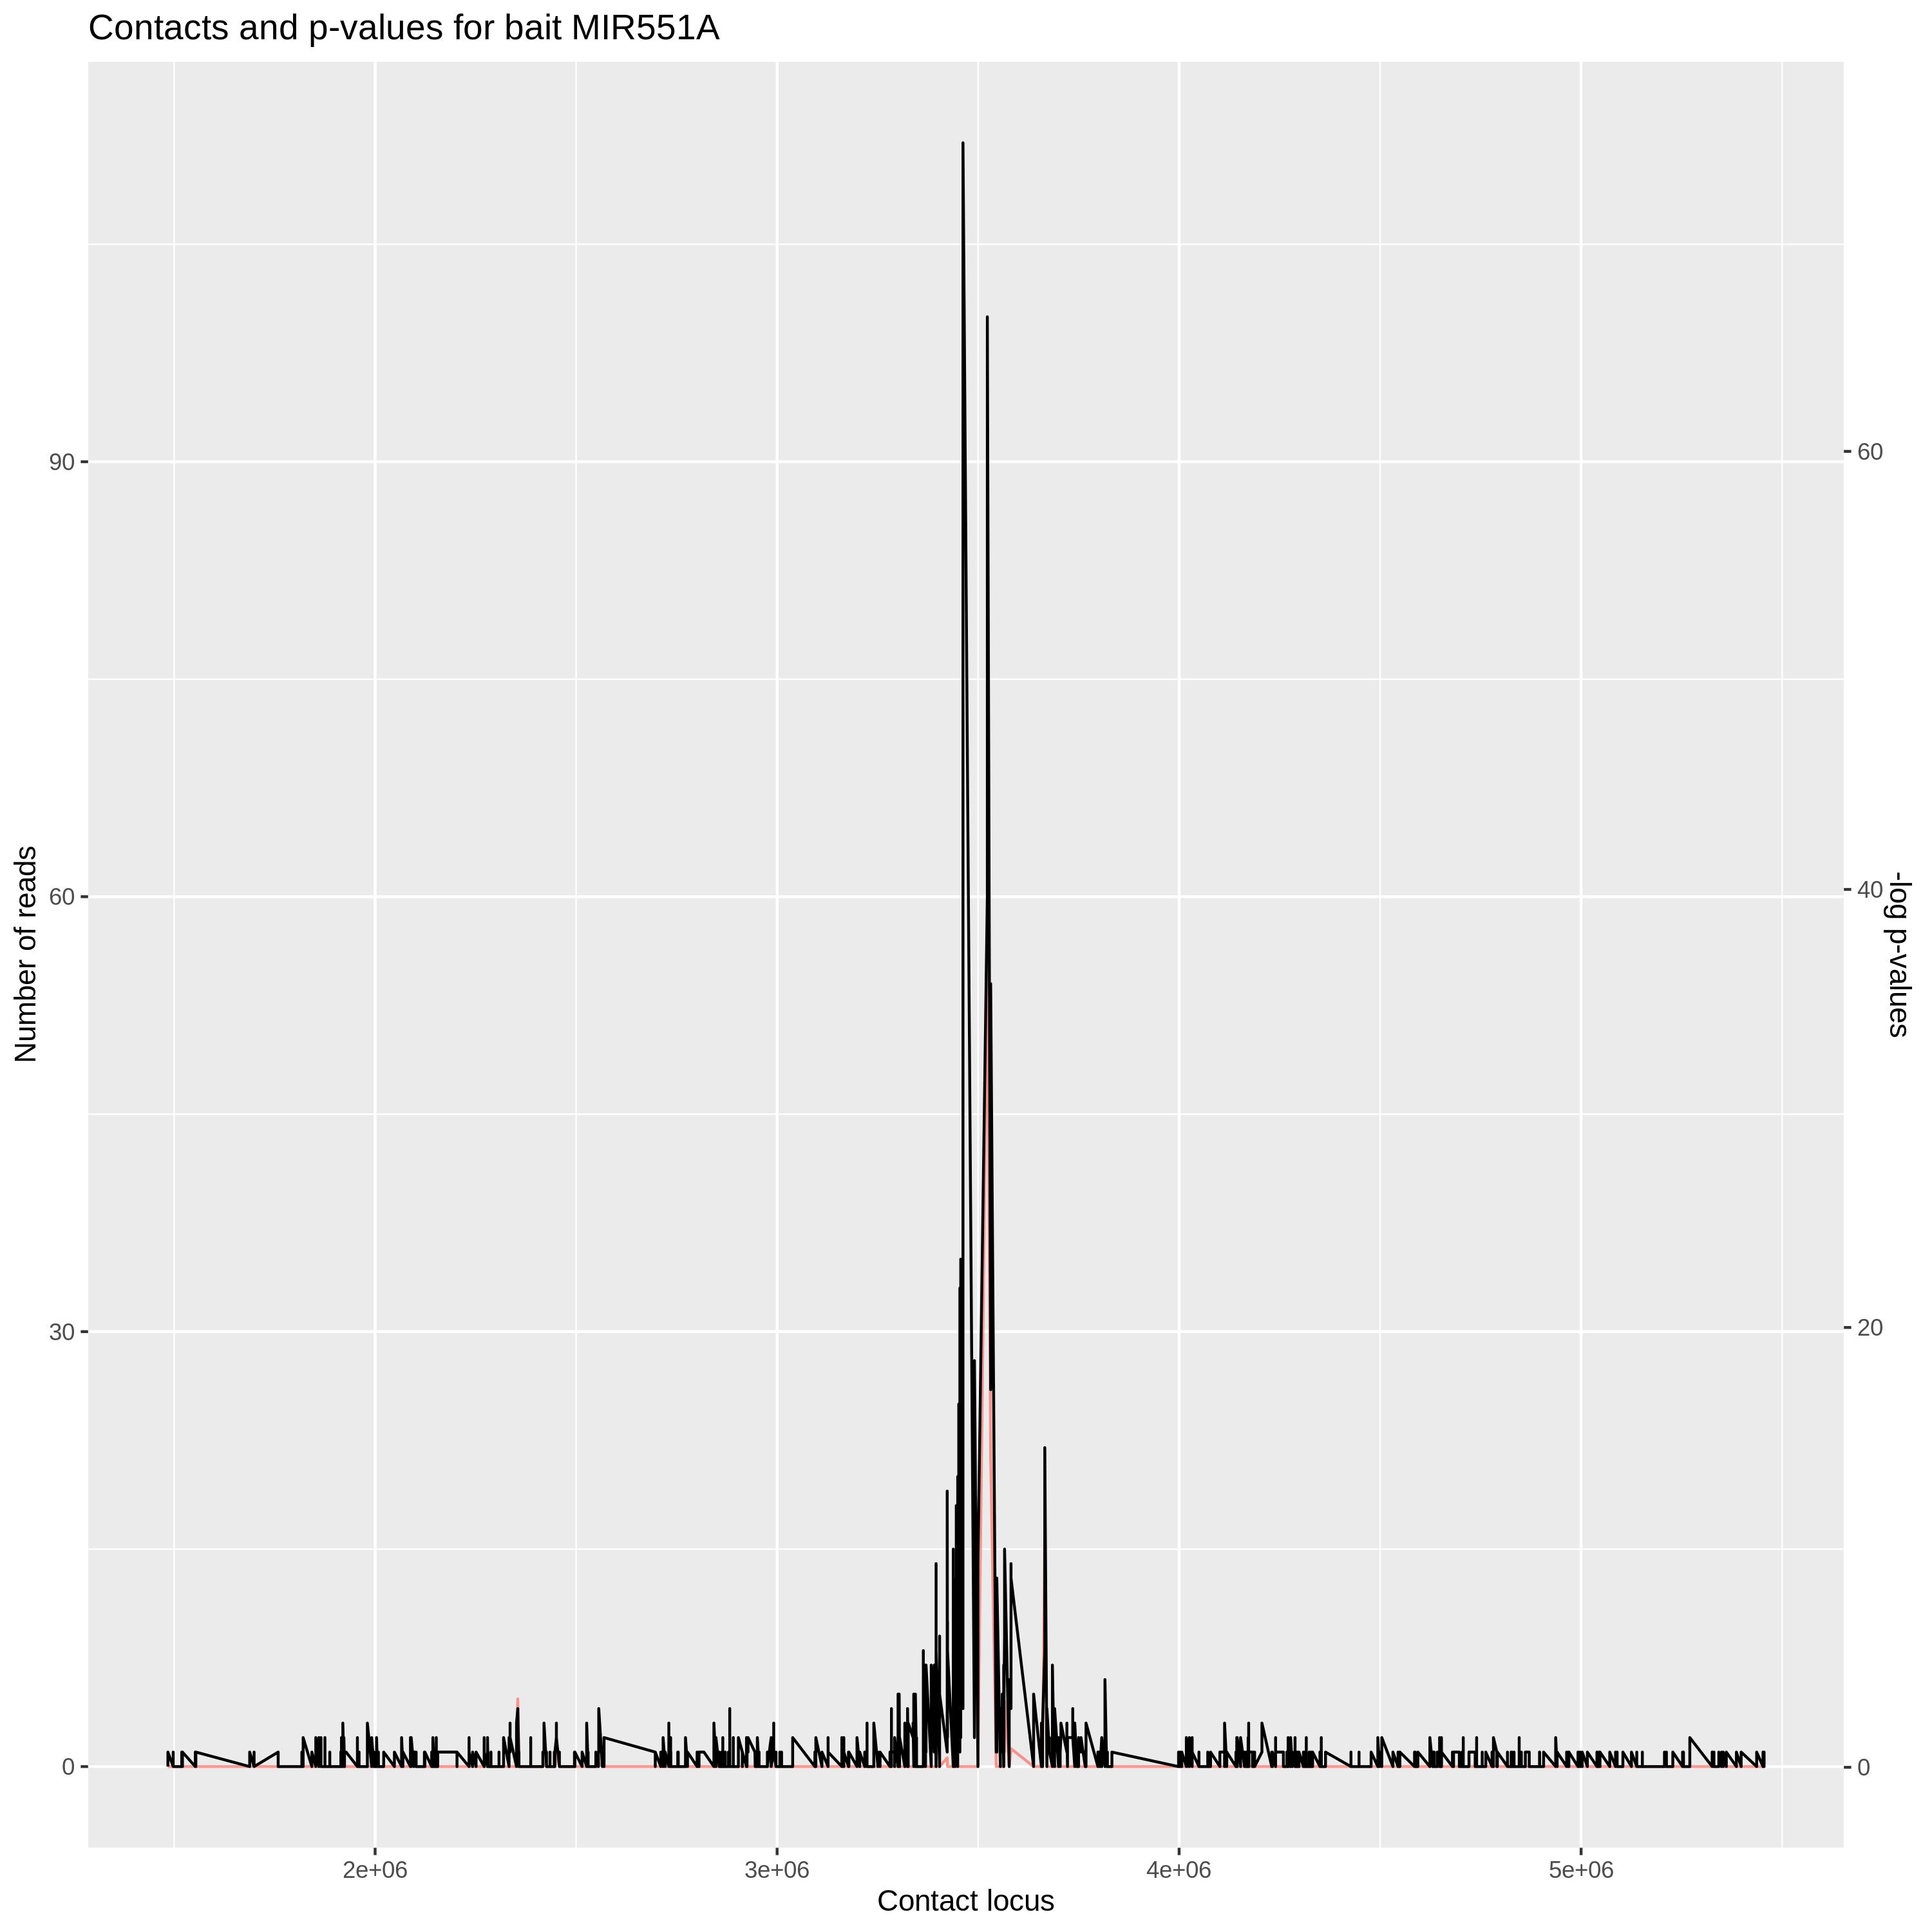 Contacts and p-values for bait MIR551A
Number of reads
90
60
30
0
60
40
20
0
-log p-values
2e+06 3e+06 4e+06 5e+06
Contact locus